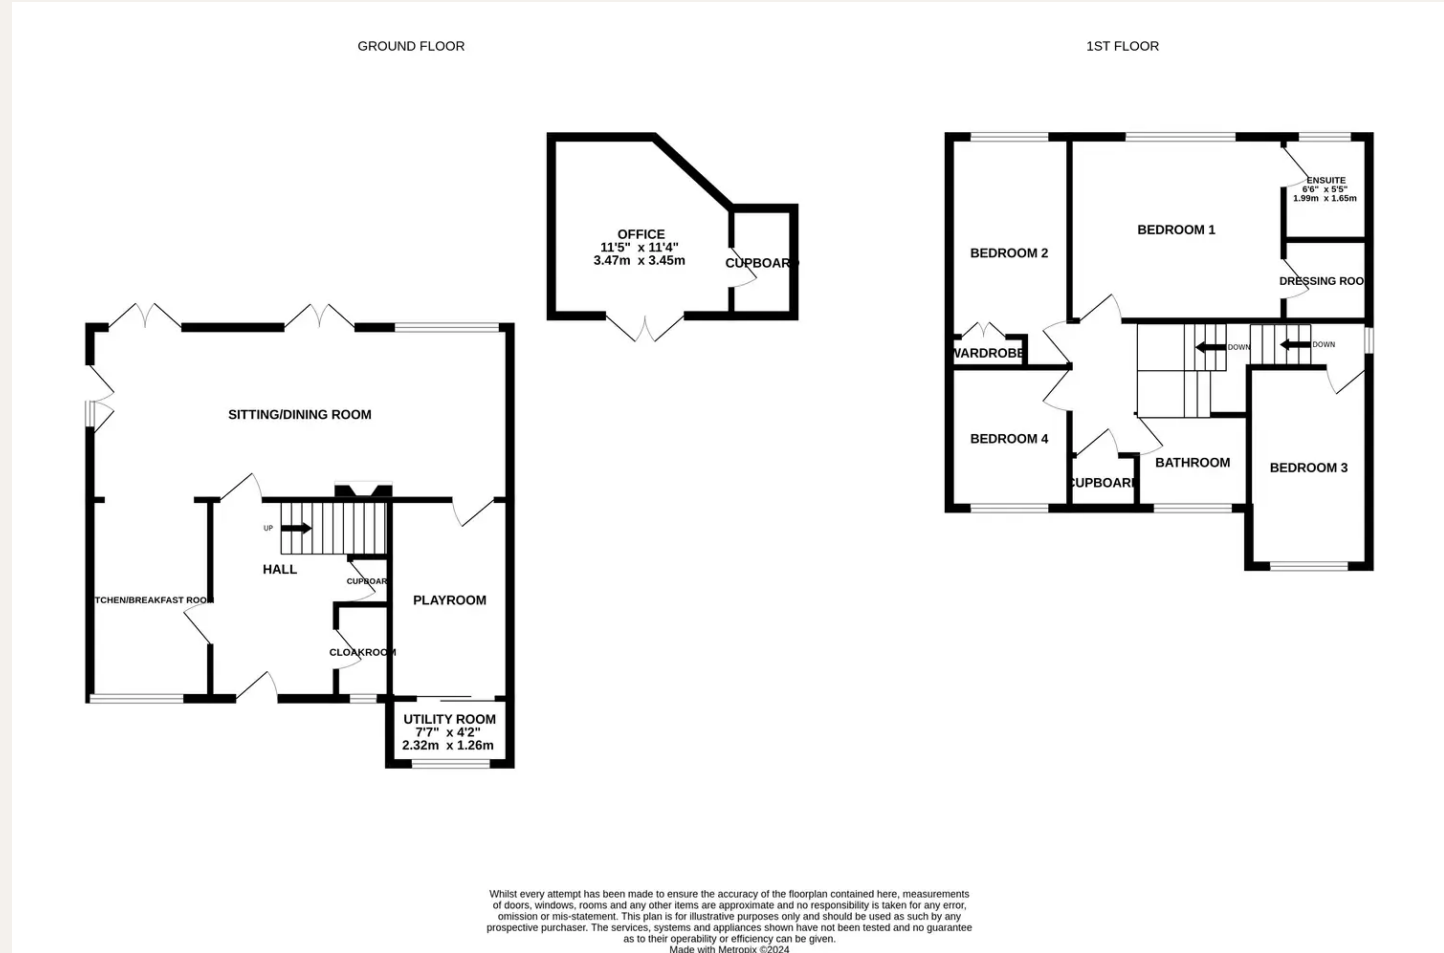 GROUND FLOOR
1ST FLOOR
OFFICE
11'5" x 11'4"
3.47m x 3.45m
CUPBOARD
SITTING/DINING ROOM
UP
HALL
CUPBOAR
TCHEN/BREAKFAST ROOM
PLAYROOM
CLOAKROOM
UTILITY ROOM
7'7" x 4'2"
2.32m x 1.26m
ENSUITE
6'6" x 5'5"
1.99m x 1.65m
BEDROOM 1
BEDROOM 2
DRESSING ROO
WARDROBE
DOWN
DOWN
BEDROOM 4
BATHROOM
BEDROOM 3
CUPBOARD
Whilst every attempt has been made to ensure the accuracy of the floorplan contained here, measurements
of doors, windows, rooms and any other items are approximate and no responsibility is taken for any error,
omission or mis-statement. This plan is for illustrative purposes only and should be used as such by any
prospective purchaser. The services, systems and appliances shown have not been tested and no guarantee
as to their operability or efficiency can be given.
Made with Metropix ©2024